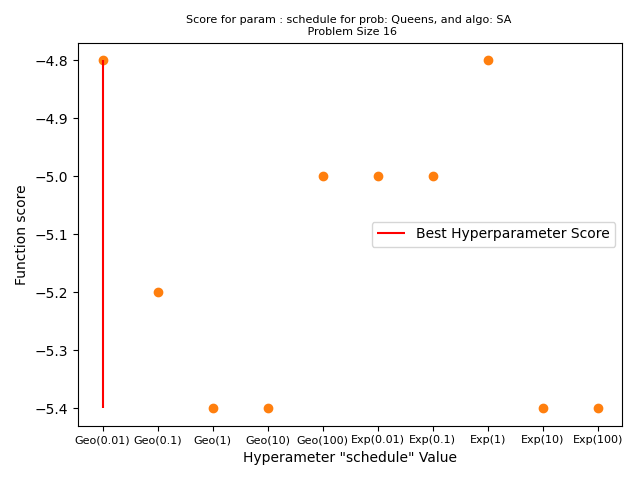 Score for param : schedule for prob: Queens, and algo: SA
Problem Size 16
Function score
−4.8
−4.9
−5.0
−5.1
−5.2
−5.3
−5.4
Best Hyperparameter Score
Geo(0.01) Geo(0.1) Geo(1) Geo(10) Geo(100) Exp(0.01) Exp(0.1) Exp(1) Exp(10) Exp(100)
Hyperameter "schedule" Value